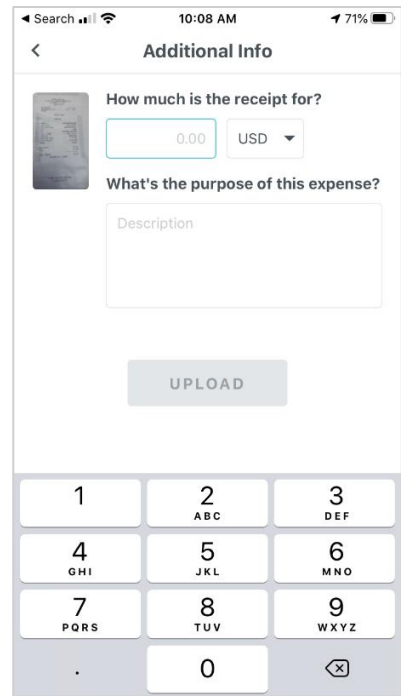 ◄ Search 10:08 AM 71%
< Additional Info
How much is the receipt for?
0.00 USD
What's the purpose of this expense?
Description
UPLOAD
1 2 3
ABC DEF
4 5 6
GHI JKL MNO
7 8 9
PQRS TUV WXYZ
. 0